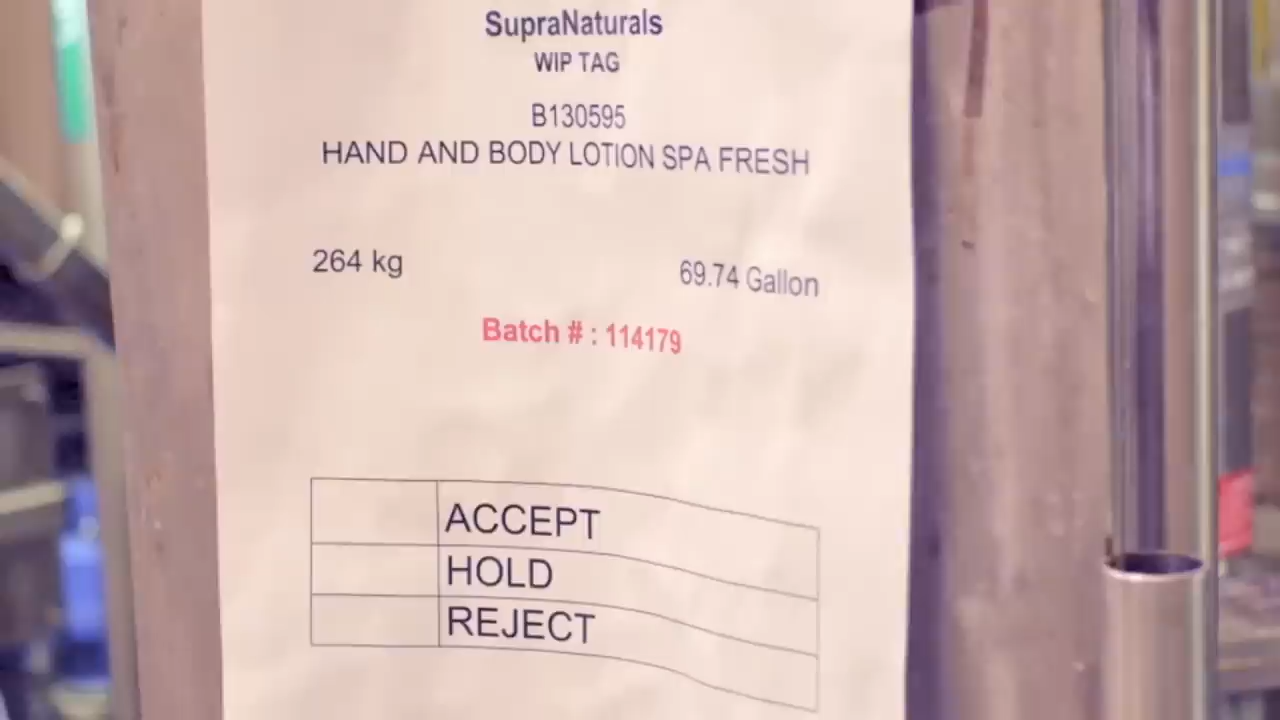 SupraNaturals
WIP TAG
B130595
HAND AND BODY LOTION SPA FRESH
264 kg 69.74 Gallon
Batch # : 114179
ACCEPT
HOLD
REJECT